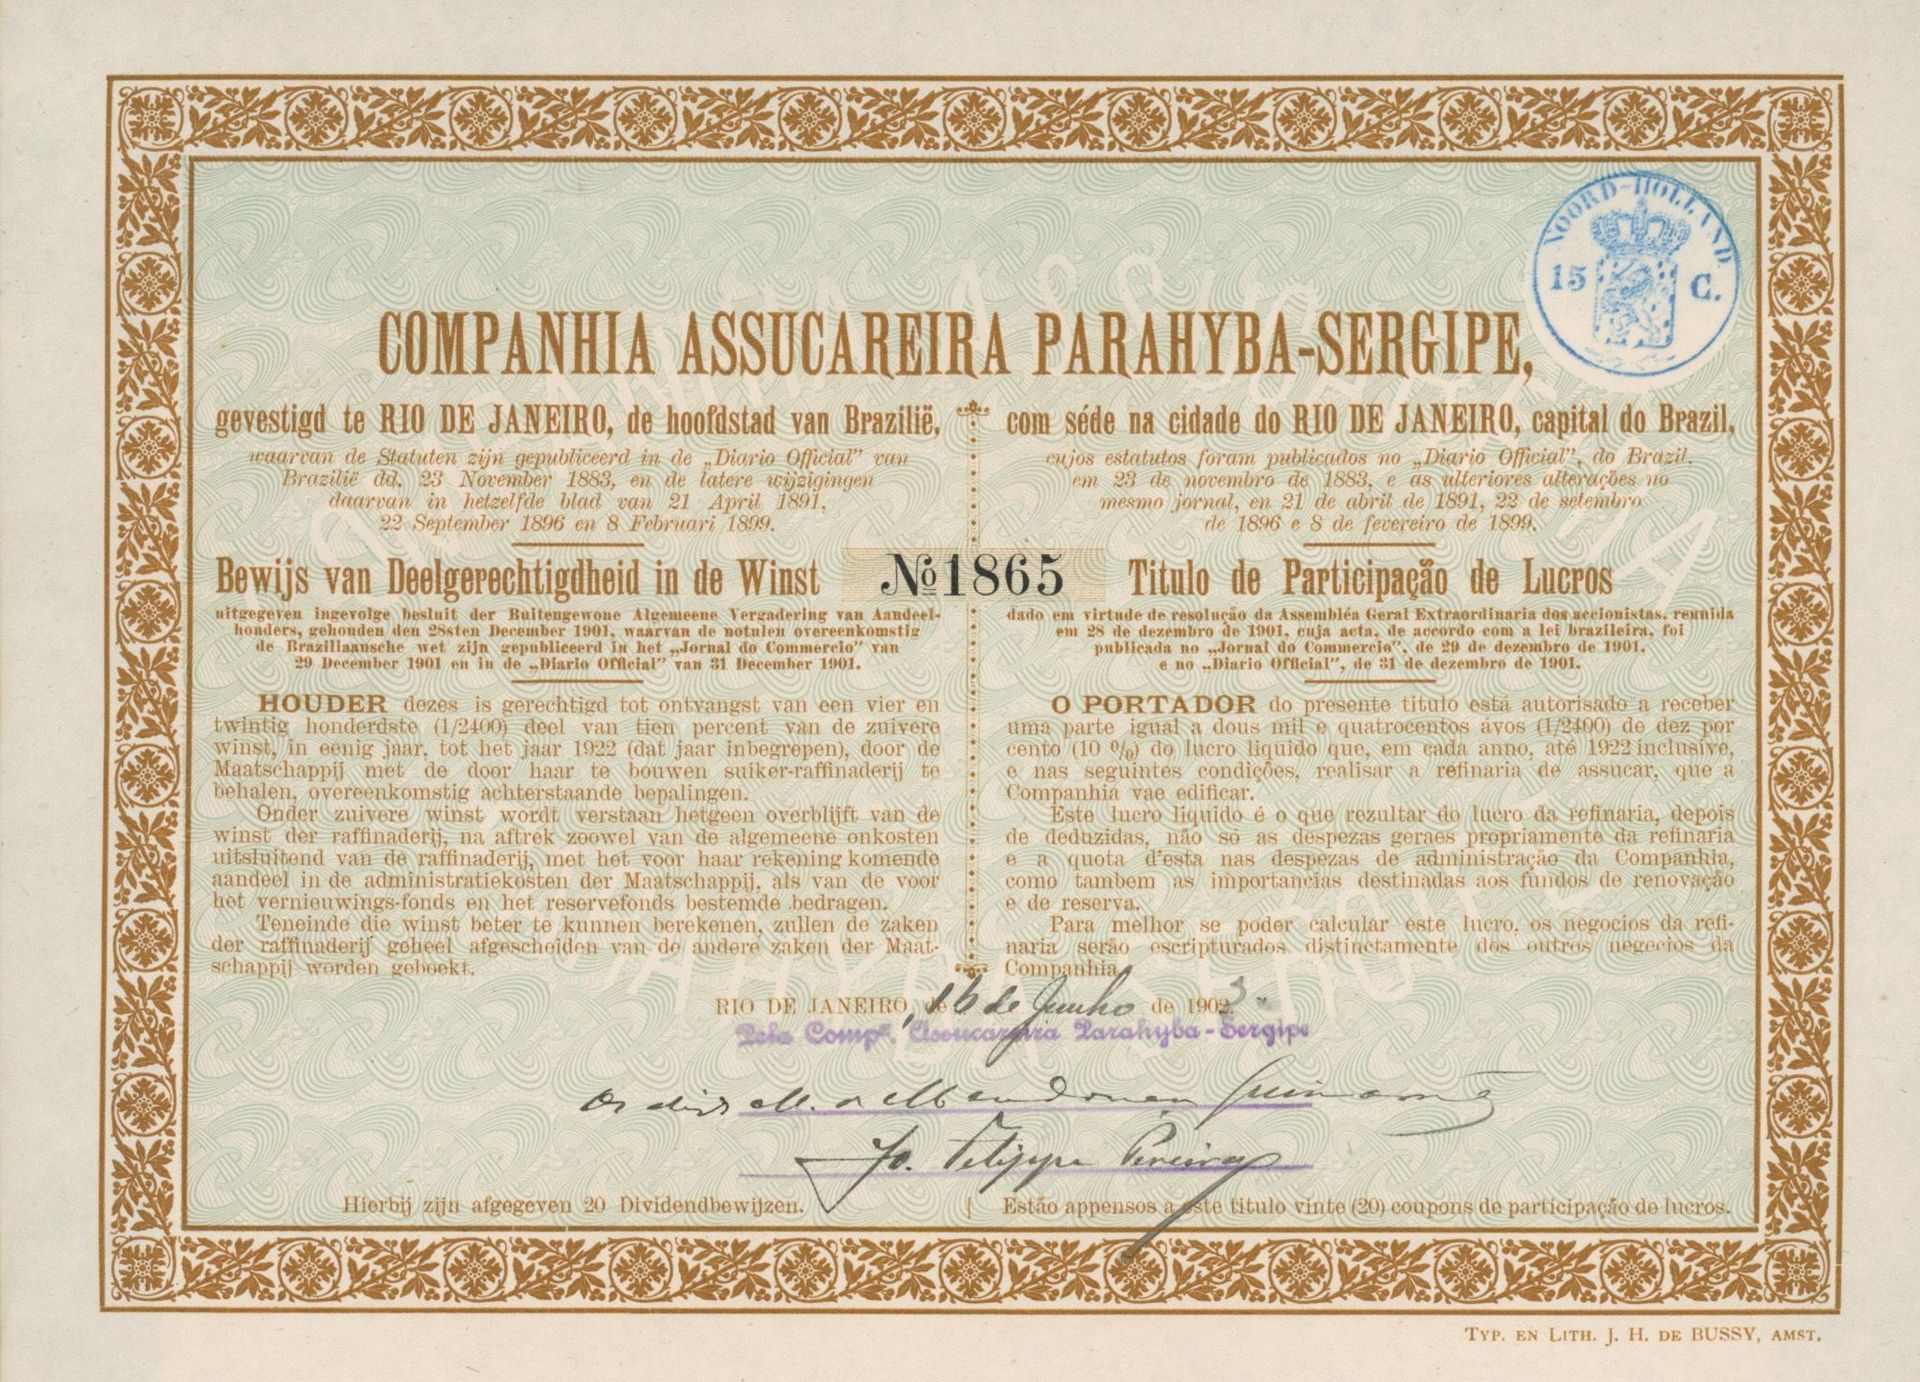 VOORD-HOLLAND.
15 C.
COMPANHIA ASSUCAREIRA PARAHYBA-SERGIPE,
gevestigd te RIO DE JANEIRO, de hoofdstad van Brazilië,
waarvan de Statuten zijn gepubliceerd in de „Diario Official" van
Brazilië dd. 23 November 1883, en de latere wijzigingen
daarvan in hetzelfde blad van 21 April 1891,
22 September 1896 en 8 Februari 1899.
com séde na cidade do RIO DE JANEIRO, capital do Brazil,
cujos estatutos foram publicados no „Diario Official", do Brazil,
em 23 de novembro de 1883, e as ulteriores alterações no
mesmo jornal, en 21 de abril de 1891, 22 de setembro
de 1896 e 8 de fevereiro de 1899.
Bewijs van Deelgerechtigdheid in de Winst
No 1865
Titulo de Participação de Lucros
uitgegeven ingevolge besluit der Buitengewone Algemeene Vergadering van Aandeel-
houders, gehouden den 28sten December 1901, waarvan de notulen overeenkomstig
de Braziliaansche wet zijn gepubliceerd in het „Jornal do Commercio" van
29 December 1901 en in de „Diario Official" van 31 December 1901.
dado em virtude de resolução da Assembléa Geral Extraordinaria dos accionistas, reunida
em 28 de dezembro de 1901, cuja acta, de accordo com a lei brazileira, foi
publicada no „Jornal do Commercio", de 29 de dezembro de 1901,
e no „Diario Official", de 31 de dezembro de 1901.
HOUDER dezes is gerechtigd tot ontvangst van een vier en
twintig honderdste (1/2400) deel van tien percent van de zuivere
winst, in eenig jaar, tot het jaar 1922 (dat jaar inbegrepen), door de
Maatschappij met de door haar te bouwen suiker-raffinaderij te
behalen, overeenkomstig achterstaande bepalingen.
Onder zuivere winst wordt verstaan hetgeen overblijft van de
winst der raffinaderij, na aftrek zoowel van de algemeene onkosten
uitsluitend van de raffinaderij, met het voor haar rekening komende
aandeel in de administratiekosten der Maatschappij, als van de voor
het vernieuwings-fonds en het reservefonds bestemde bedragen.
Teneinde die winst beter te kunnen berekenen, zullen de zaken
der raffinaderij geheel afgescheiden van de andere zaken der Maat-
schappij worden geboekt.
O PORTADOR do presente titulo está autorisado a receber
uma parte igual a dous mil e quatrocentos ávos (1/2400) de dez por
cento (10 %) do lucro liquido que, em cada anno, até 1922 inclusive,
e nas seguintes condições, realisar a refinaria de assucar, que a
Companhia vae edificar.
Este lucro liquido é o que rezultar do lucro da refinaria, depois
de deduzidas, não só as despezas geraes propriamente da refinaria
e a quota d'esta nas despezas de administração da Companhia,
como tambem as importancias destinadas aos fundos de renovação
e de reserva.
Para melhor se poder calcular este lucro, os negocios da refi-
naria serão escripturados distinctamente dos outros negocios da
Companhia.
RIO DE JANEIRO, de 16 de Junho de 1903
Pela Compª. Assucareira Parahyba-Sergipe
Jo. Filippe Pereira
Hierbij zijn afgegeven 20 Dividendbewijzen.
Estão appensos a este titulo vinte (20) coupons de participação de lucros.
TYP. EN LITH. J. H. DE BUSSY, AMST.